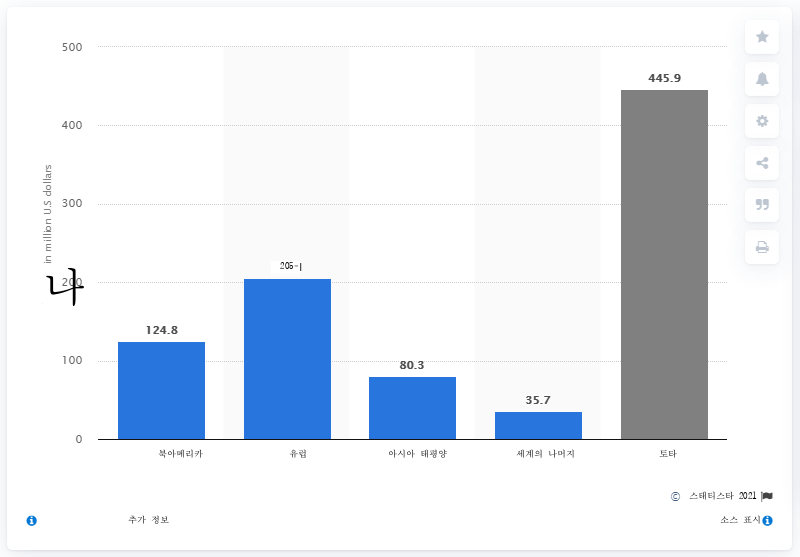 500
445.9
400
300
in million U.S dollars
200
나
205-1
124.8
100
80.3
35.7
0
북아메리카 유럽 아시아 태평양 세계의 나머지 토타
© 스태티스타 2021
추가 정보 소스 표시